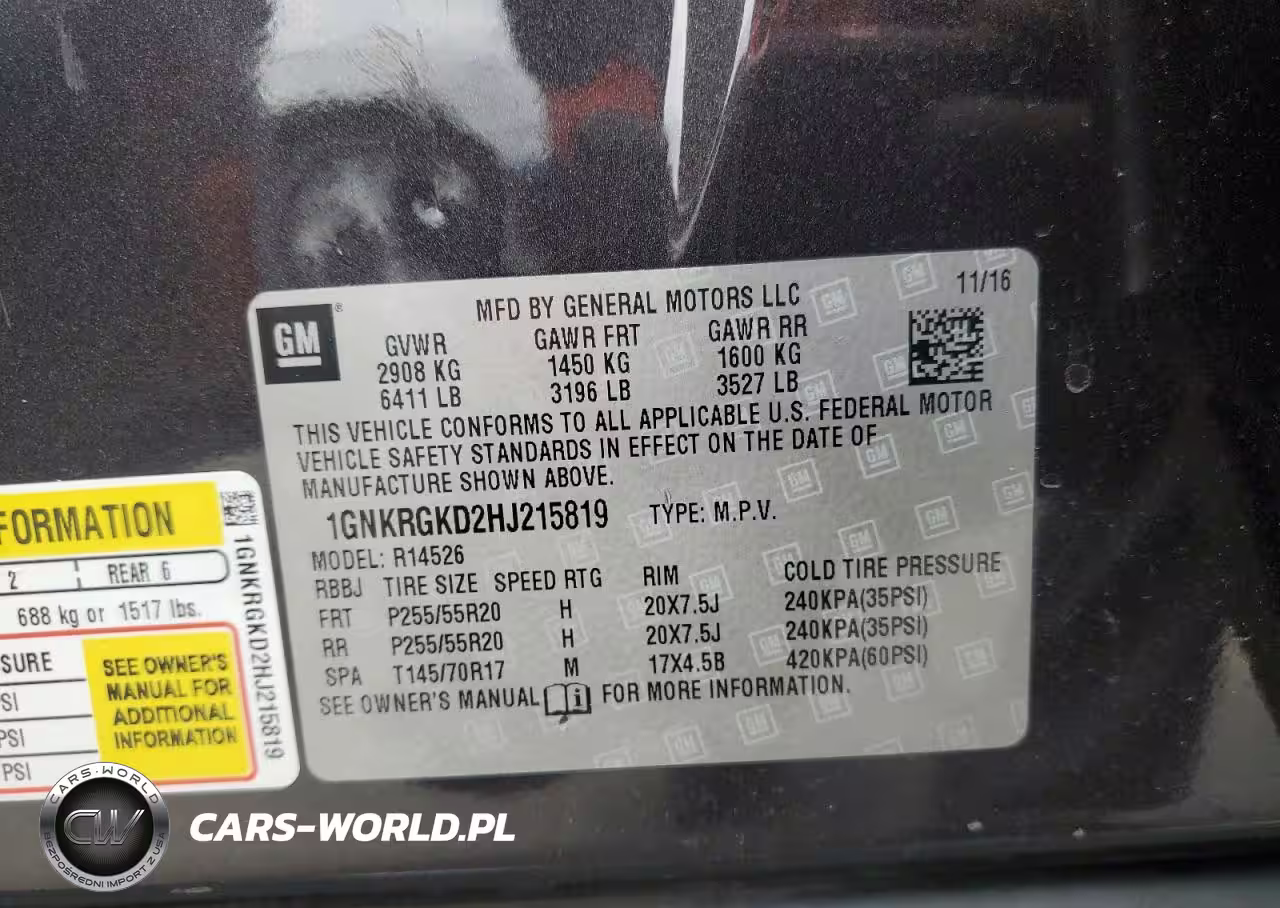 GM
MFD BY GENERAL MOTORS LLC
11/16
GVWR GAWR FRT GAWR RR
2908 KG 1450 KG 1600 KG
6411 LB 3196 LB 3527 LB
THIS VEHICLE CONFORMS TO ALL APPLICABLE U.S. FEDERAL MOTOR
VEHICLE SAFETY STANDARDS IN EFFECT ON THE DATE OF
MANUFACTURE SHOWN ABOVE.
1GNKRGKD2HJ215819 TYPE: M.P.V.
MODEL: R14526
RBBJ TIRE SIZE SPEED RTG RIM COLD TIRE PRESSURE
FRT P255/55R20 H 20X7.5J 240KPA(35PSI)
RR P255/55R20 H 20X7.5J 240KPA(35PSI)
SPA T145/70R17 M 17X4.5B 420KPA(60PSI)
SEE OWNER'S MANUAL i FOR MORE INFORMATION.
FORMATION
2 REAR 6
688 kg or 1517 lbs.
SURE
SI
PSI
PSI
SEE OWNER'S
MANUAL FOR
ADDITIONAL
INFORMATION
1GNKRGKD2HJ215819
CARS-WORLD
CW
BEZPOŚREDNI IMPORT Z USA
CARS-WORLD.PL